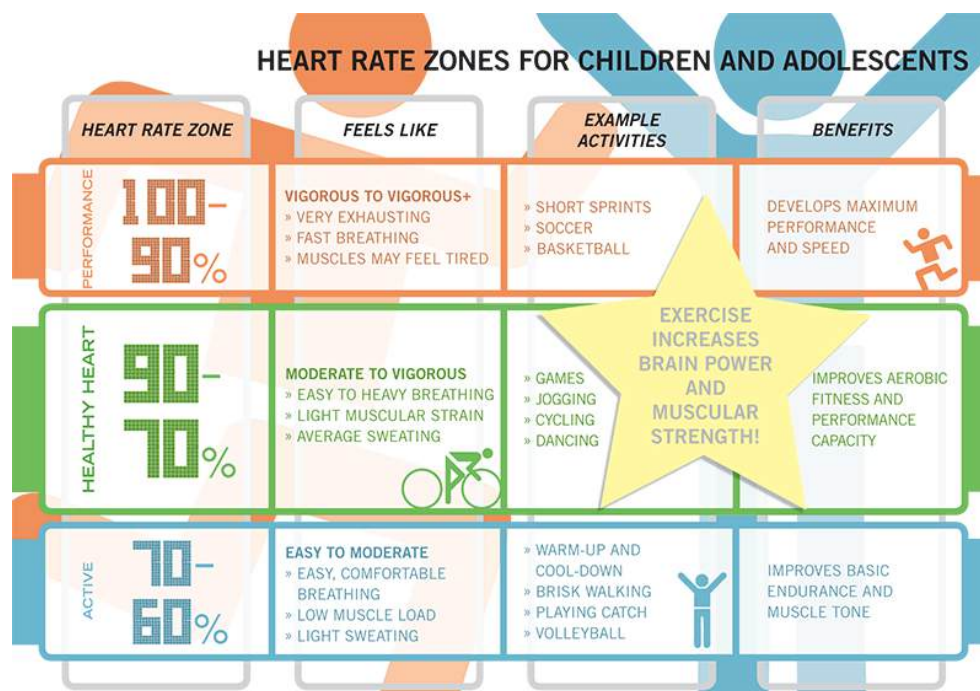 HEART RATE ZONES FOR CHILDREN AND ADOLESCENTS
HEART RATE ZONE
FEELS LIKE
EXAMPLE
ACTIVITIES
BENEFITS
PERFORMANCE
100-
90%
VIGOROUS TO VIGOROUS+
» VERY EXHAUSTING
» FAST BREATHING
» MUSCLES MAY FEEL TIRED
» SHORT SPRINTS
» SOCCER
» BASKETBALL
DEVELOPS MAXIMUM
PERFORMANCE
AND SPEED
EXERCISE
INCREASES
BRAIN POWER
AND
MUSCULAR
STRENGTH!
HEALTHY HEART
90-
70%
MODERATE TO VIGOROUS
» EASY TO HEAVY BREATHING
» LIGHT MUSCULAR STRAIN
» AVERAGE SWEATING
» GAMES
» JOGGING
» CYCLING
» DANCING
IMPROVES AEROBIC
FITNESS AND
PERFORMANCE
CAPACITY
ACTIVE
70-
60%
EASY TO MODERATE
» EASY, COMFORTABLE
BREATHING
» LOW MUSCLE LOAD
» LIGHT SWEATING
» WARM-UP AND
COOL-DOWN
» BRISK WALKING
» PLAYING CATCH
» VOLLEYBALL
IMPROVES BASIC
ENDURANCE AND
MUSCLE TONE